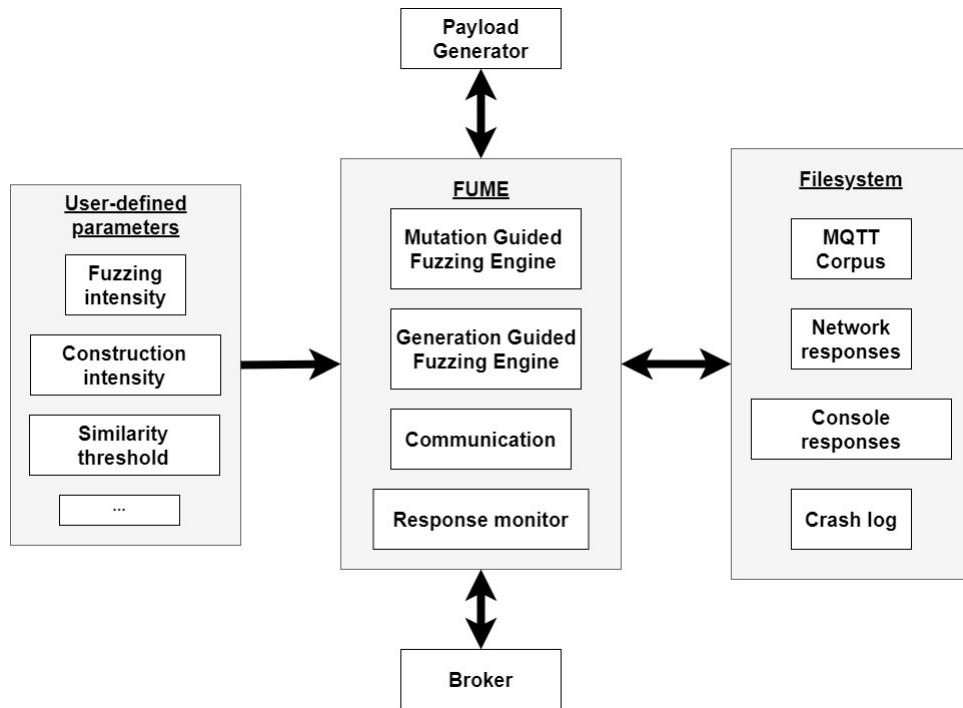 Payload
Generator
User-defined
parameters
Fuzzing
intensity
Construction
intensity
Similarity
threshold
...
FUME
Mutation Guided
Fuzzing Engine
Generation Guided
Fuzzing Engine
Communication
Response monitor
Filesystem
MQTT
Corpus
Network
responses
Console
responses
Crash log
Broker